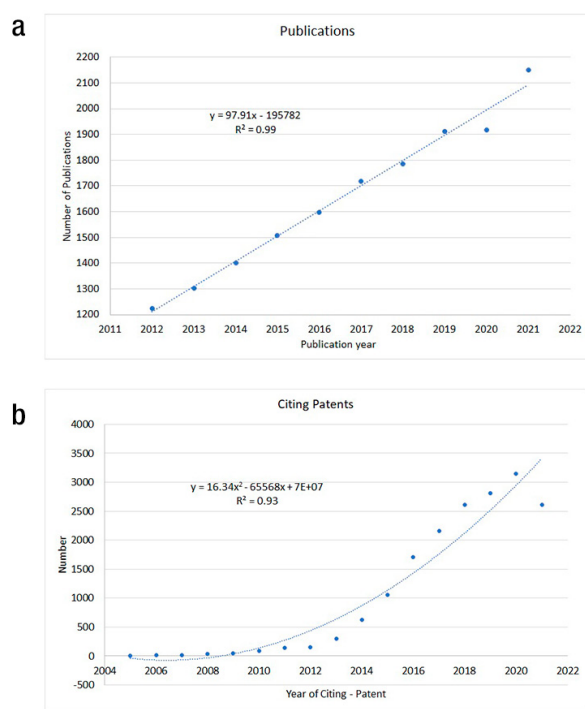 a
Publications
2200
2100
2000
1900
1800
1700
1600
1500
1400
1300
1200
Number of Publications
y = 97.91x - 195782
R² = 0.99
2011 2012 2013 2014 2015 2016 2017 2018 2019 2020 2021 2022
Publication year
b
Citing Patents
4000
3500
3000
2500
2000
1500
1000
500
0
-500
Number
y = 16.34x² - 65568x + 7E+07
R² = 0.93
2004 2006 2008 2010 2012 2014 2016 2018 2020 2022
Year of Citing - Patent